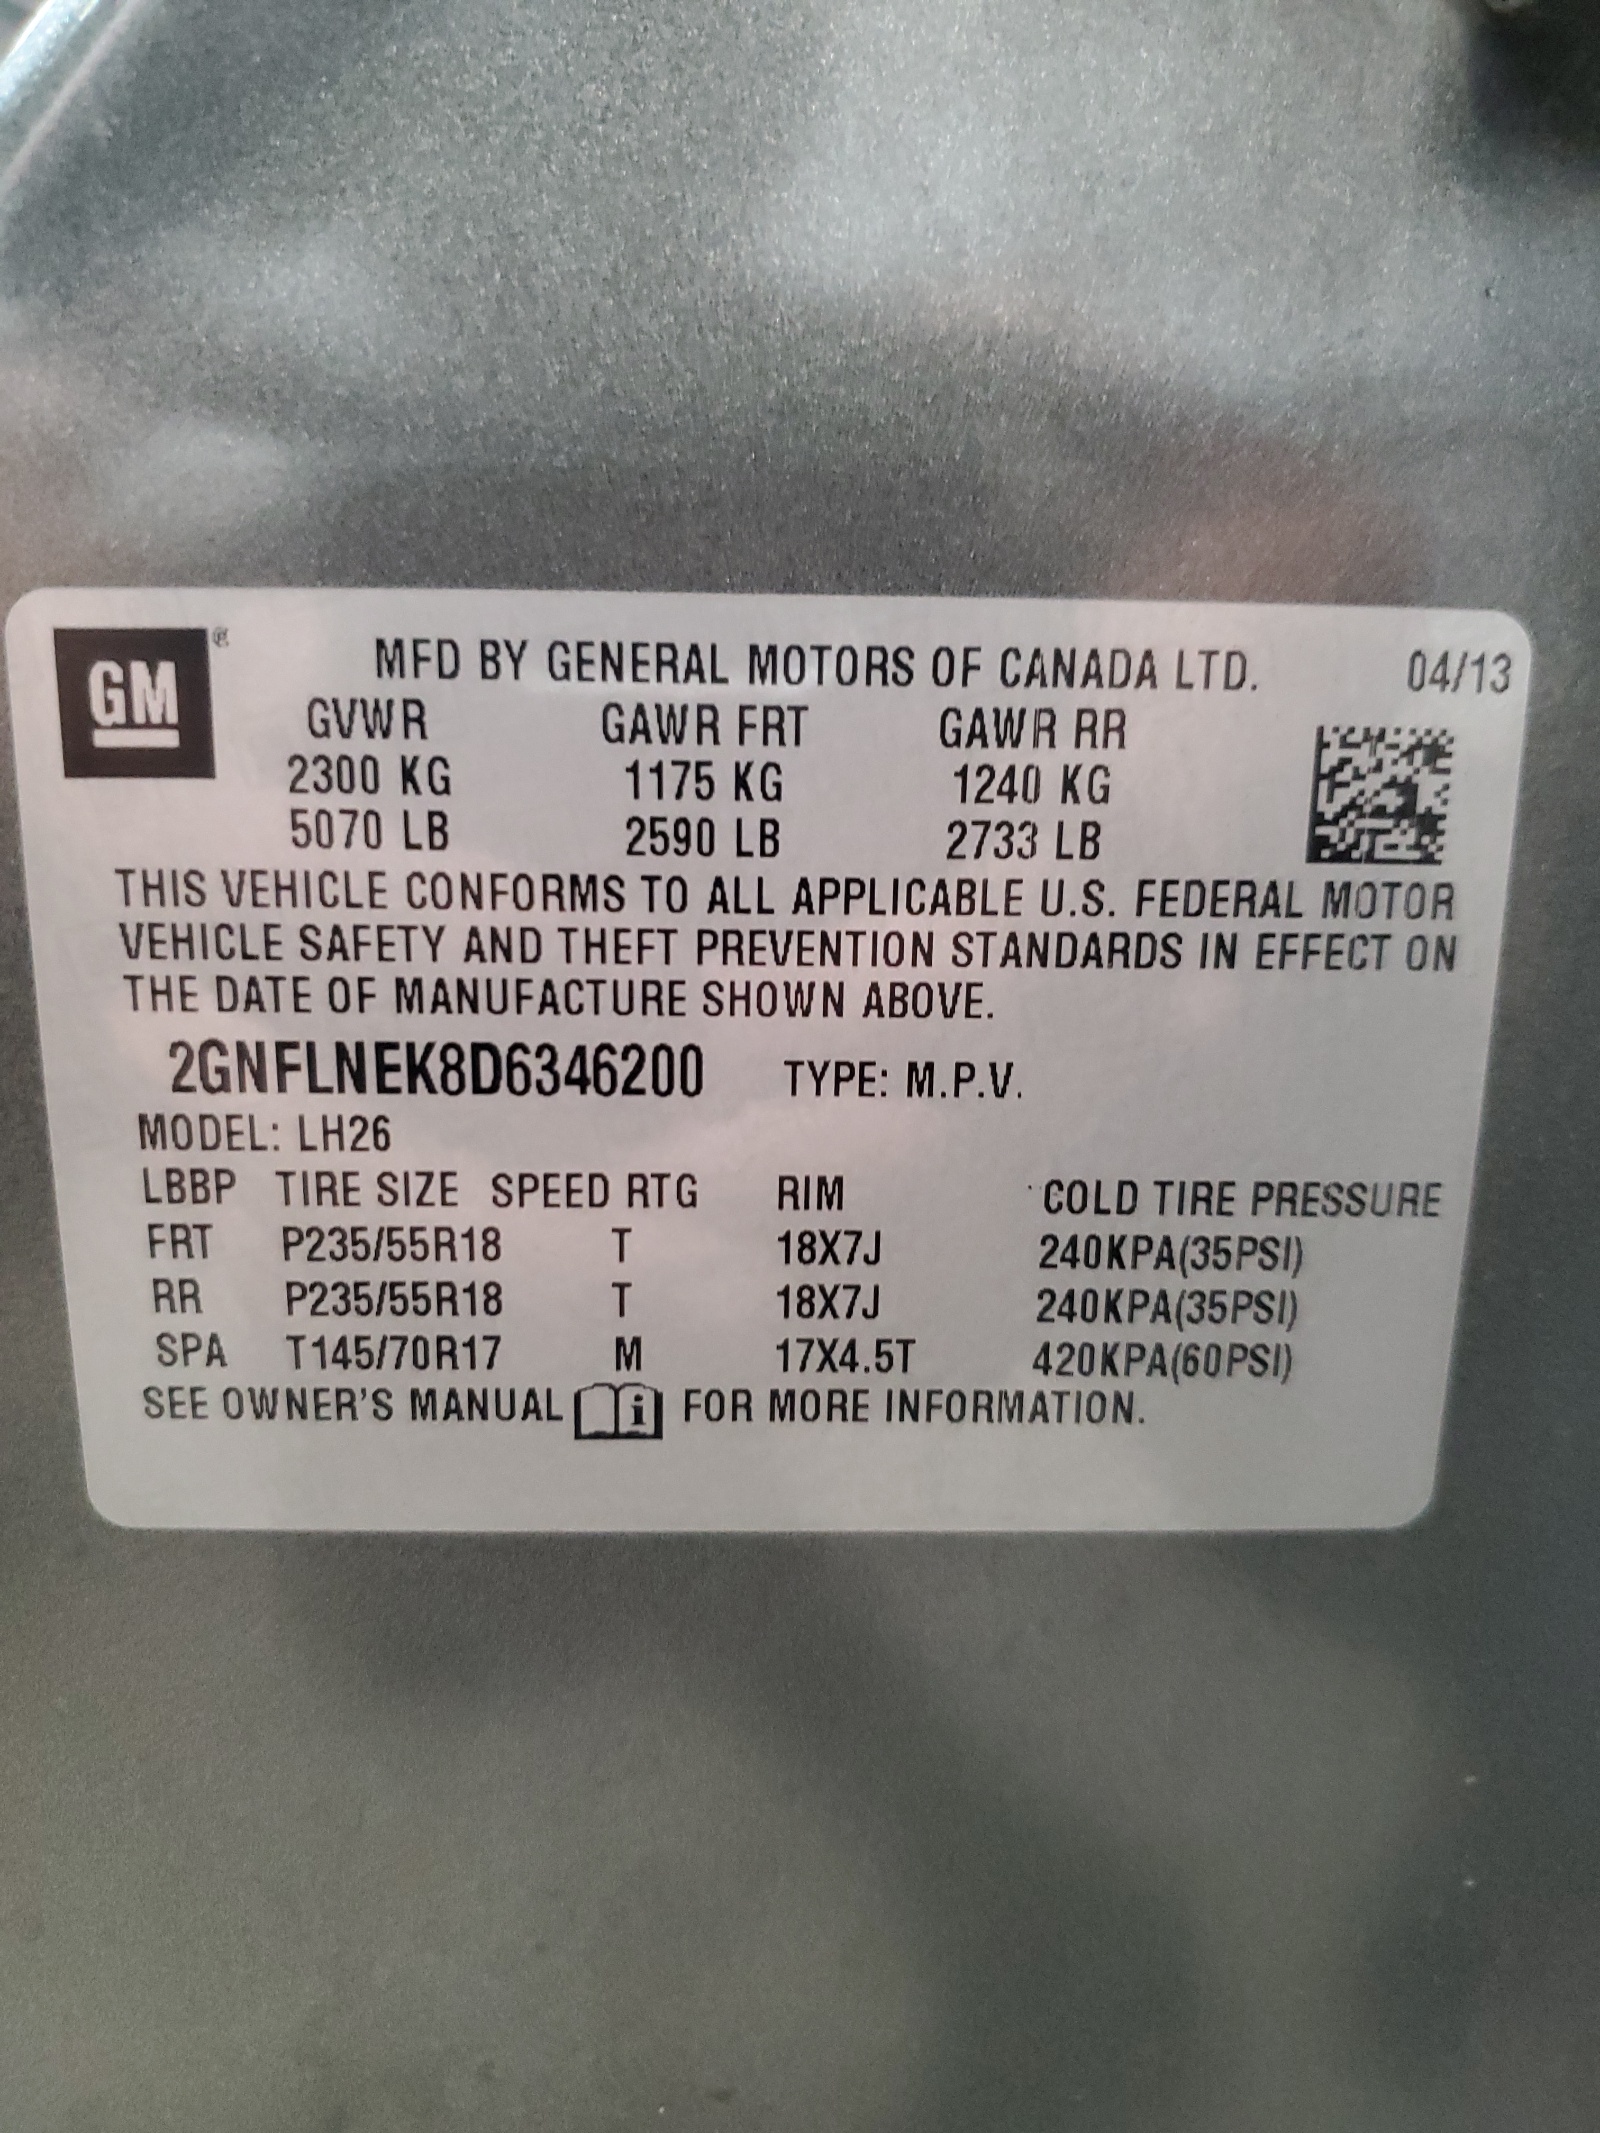 GM ® MFD BY GENERAL MOTORS OF CANADA LTD. 04/13
GVWR GAWR FRT GAWR RR
2300 KG 1175 KG 1240 KG
5070 LB 2590 LB 2733 LB
THIS VEHICLE CONFORMS TO ALL APPLICABLE U.S. FEDERAL MOTOR
VEHICLE SAFETY AND THEFT PREVENTION STANDARDS IN EFFECT ON
THE DATE OF MANUFACTURE SHOWN ABOVE.
2GNFLNEK8D6346200 TYPE: M.P.V.
MODEL: LH26
LBBP TIRE SIZE SPEED RTG RIM COLD TIRE PRESSURE
FRT P235/55R18 T 18X7J 240KPA(35PSI)
RR P235/55R18 T 18X7J 240KPA(35PSI)
SPA T145/70R17 M 17X4.5T 420KPA(60PSI)
SEE OWNER'S MANUAL i FOR MORE INFORMATION.